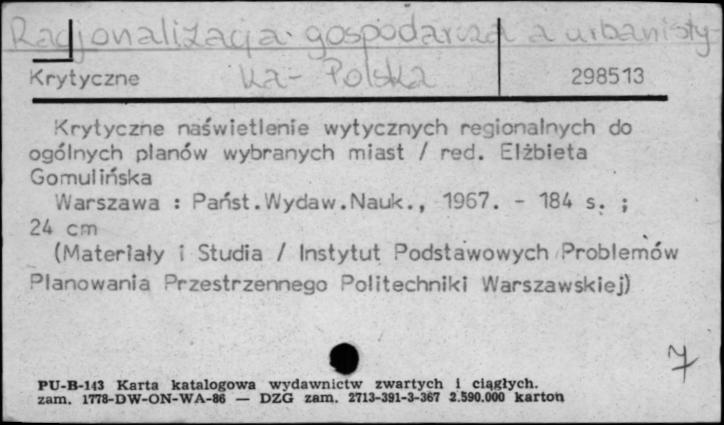 Racjonalizacja gospodarcza a urbanisty-
ka - Polska
Krytyczne 298513
Krytyczne naświetlenie wytycznych regionalnych do
ogólnych planów wybranych miast / red. Elżbieta
Gomulińska
Warszawa : Państ.Wydaw.Nauk., 1967. - 184 s. ;
24 cm
(Materiały i Studia / Instytut Podstawowych Problemów
Planowania Przestrzennego Politechniki Warszawskiej)
7
PU-B-143 Karta katalogowa wydawnictw zwartych i ciągłych.
zam. 1778-DW-ON-WA-86 — DZG zam. 2713-391-3-367 2.590.000 karton